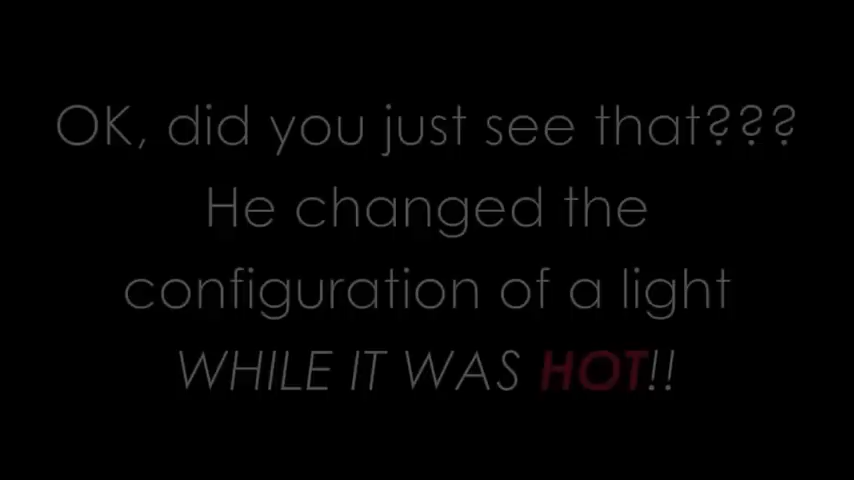 OK, did you just see that???
He changed the
configuration of a light
WHILE IT WAS HOT!!